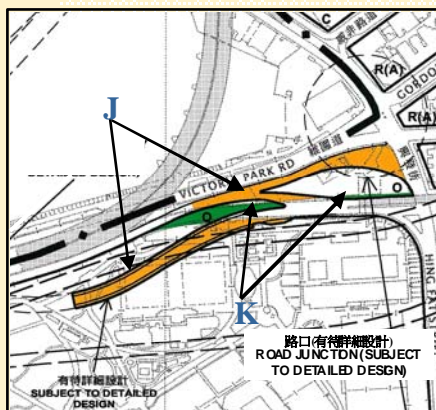 C
R(A)
GORDO
R(A)
維園道
VICTORIA PARK RD
J
O
O
K
HING FA
路口(有待詳細設計)
ROAD JUNCTION (SUBJECT
TO DETAILED DESIGN)
有待詳細設計
SUBJECT TO DETAILED
DESIGN